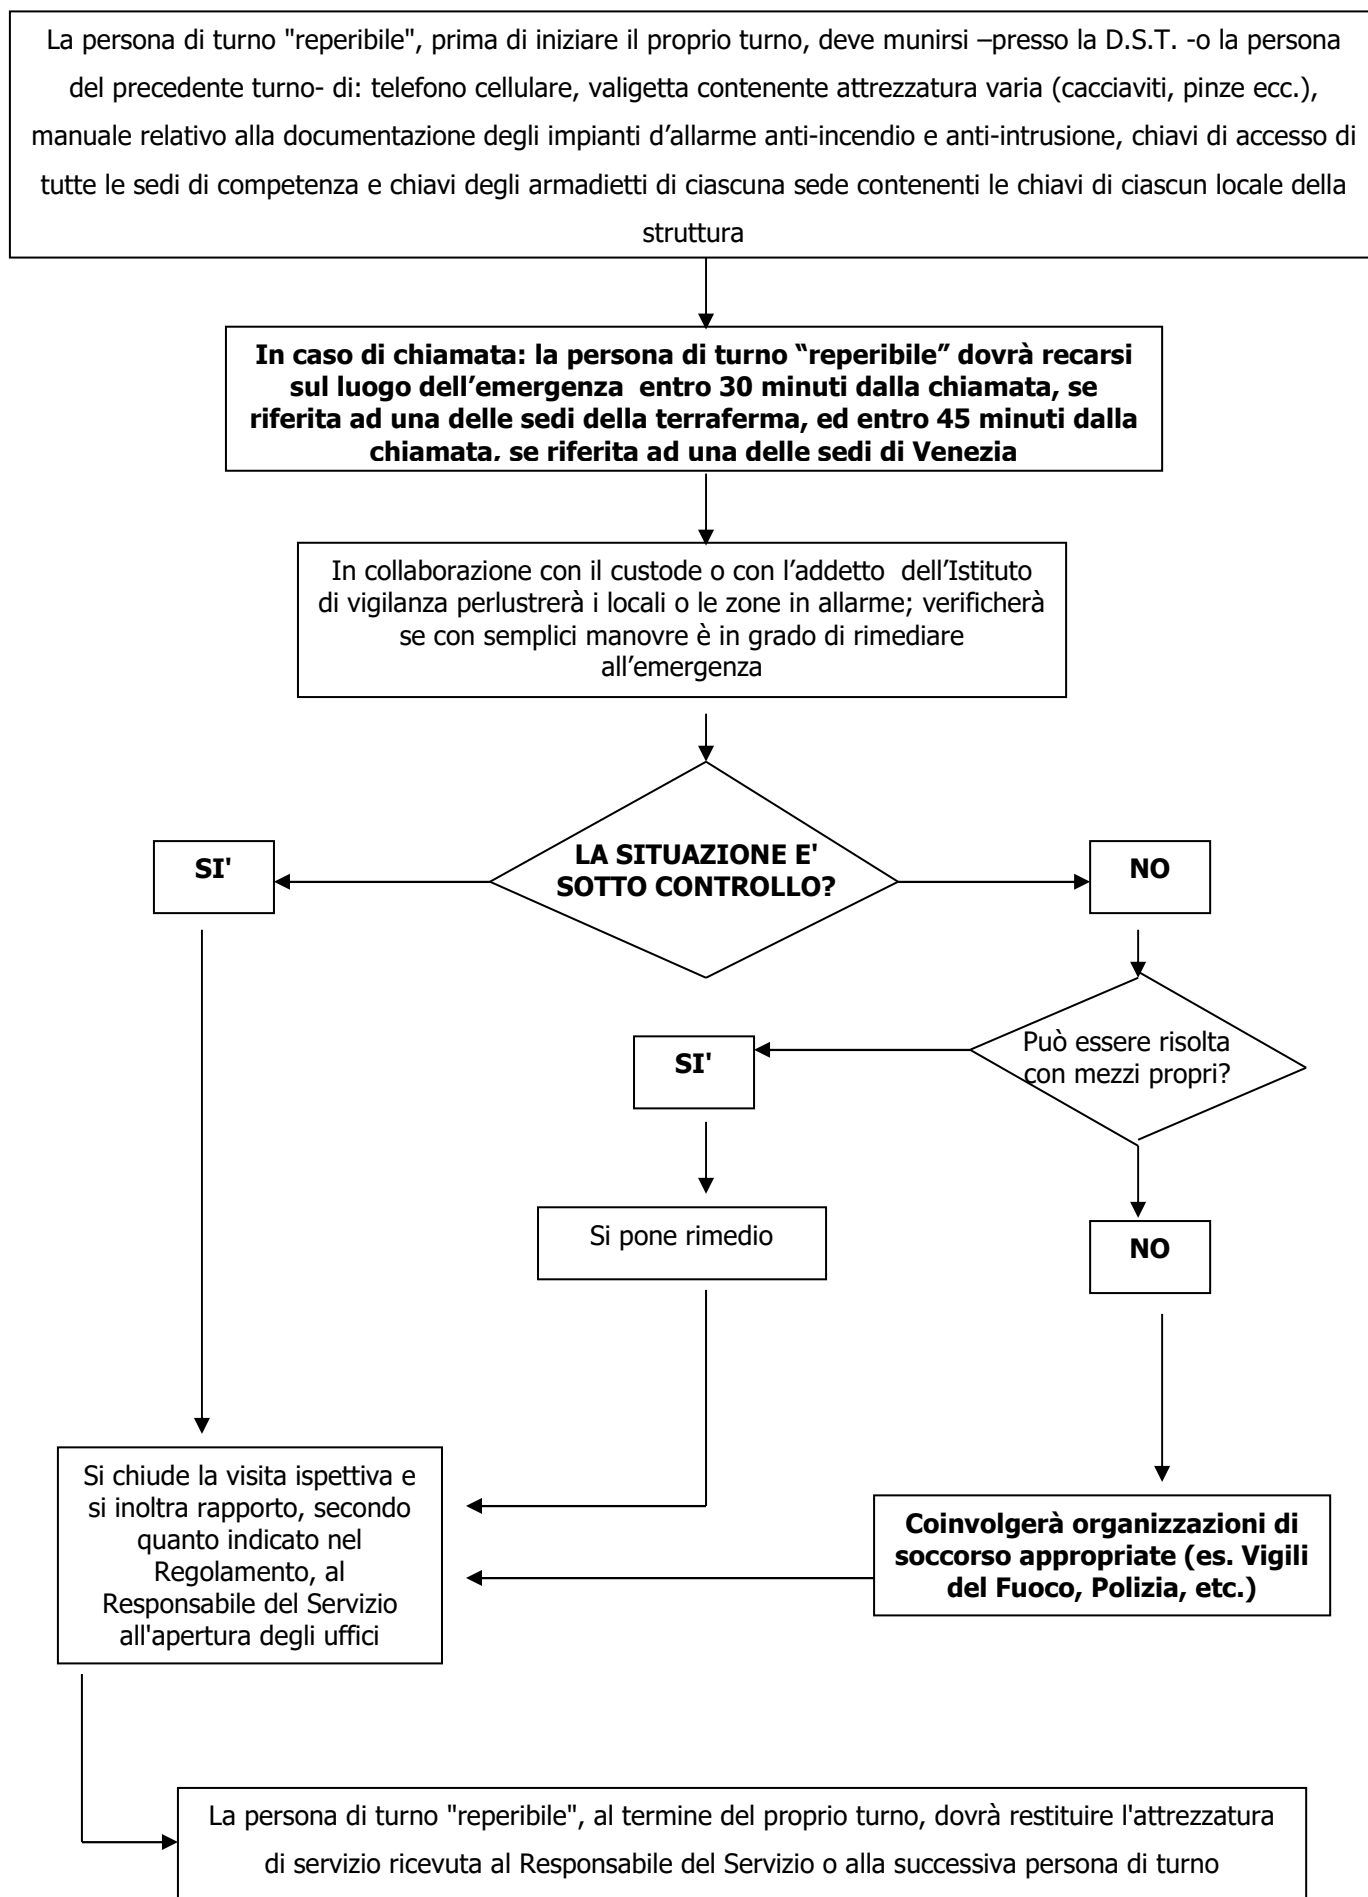 La persona di turno "reperibile", prima di iniziare il proprio turno, deve munirsi –presso la D.S.T. -o la persona
del precedente turno- di: telefono cellulare, valigetta contenente attrezzatura varia (cacciaviti, pinze ecc.),
manuale relativo alla documentazione degli impianti d’allarme anti-incendio e anti-intrusione, chiavi di accesso di
tutte le sedi di competenza e chiavi degli armadietti di ciascuna sede contenenti le chiavi di ciascun locale della
struttura
In caso di chiamata: la persona di turno “reperibile” dovrà recarsi
sul luogo dell’emergenza entro 30 minuti dalla chiamata, se
riferita ad una delle sedi della terraferma, ed entro 45 minuti dalla
chiamata, se riferita ad una delle sedi di Venezia
In collaborazione con il custode o con l’addetto dell’Istituto
di vigilanza perlustrerà i locali o le zone in allarme; verificherà
se con semplici manovre è in grado di rimediare
all’emergenza
LA SITUAZIONE E'
SOTTO CONTROLLO?
SI'
NO
Può essere risolta
con mezzi propri?
SI'
Si pone rimedio
NO
Si chiude la visita ispettiva e
si inoltra rapporto, secondo
quanto indicato nel
Regolamento, al
Responsabile del Servizio
all'apertura degli uffici
Coinvolgerà organizzazioni di
soccorso appropriate (es. Vigili
del Fuoco, Polizia, etc.)
La persona di turno "reperibile", al termine del proprio turno, dovrà restituire l'attrezzatura
di servizio ricevuta al Responsabile del Servizio o alla successiva persona di turno